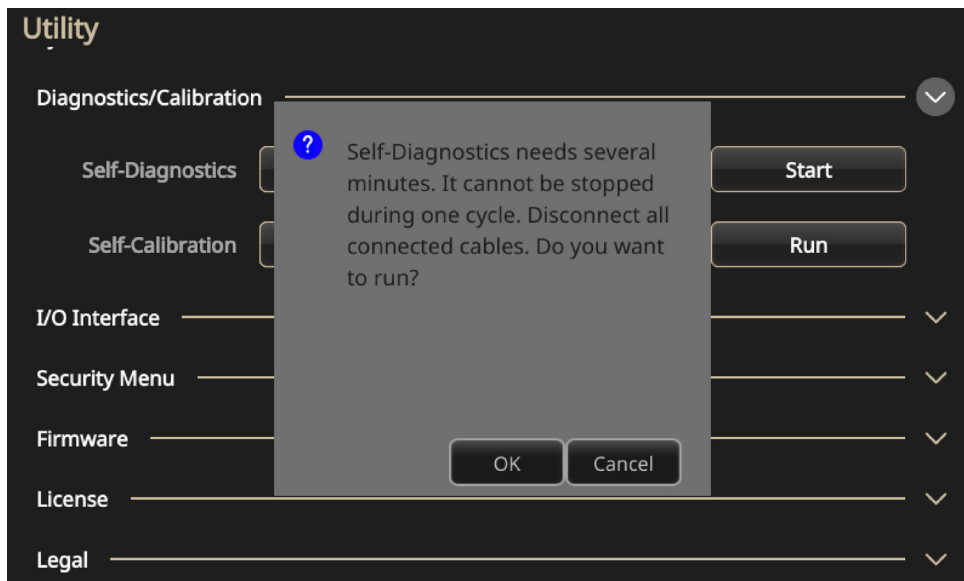 Utility
Diagnostics/Calibration
Self-Diagnostics
Start
Self-Calibration
Run
Self-Diagnostics needs several
minutes. It cannot be stopped
during one cycle. Disconnect all
connected cables. Do you want
to run?
OK
Cancel
I/O Interface
Security Menu
Firmware
License
Legal